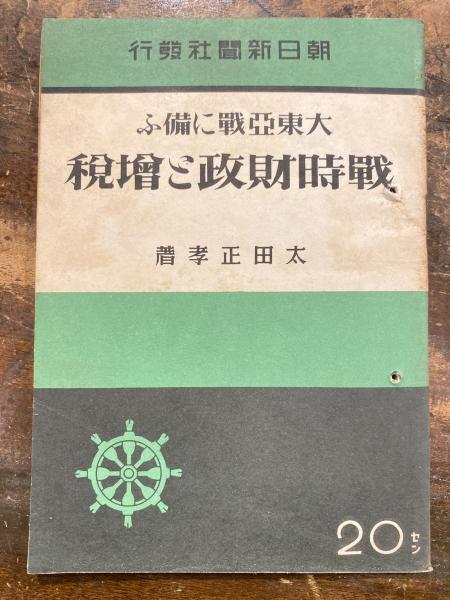 朝日新聞社發行
大東亞戰に備ふ
戰時財政と增稅
太田正孝著
20セン